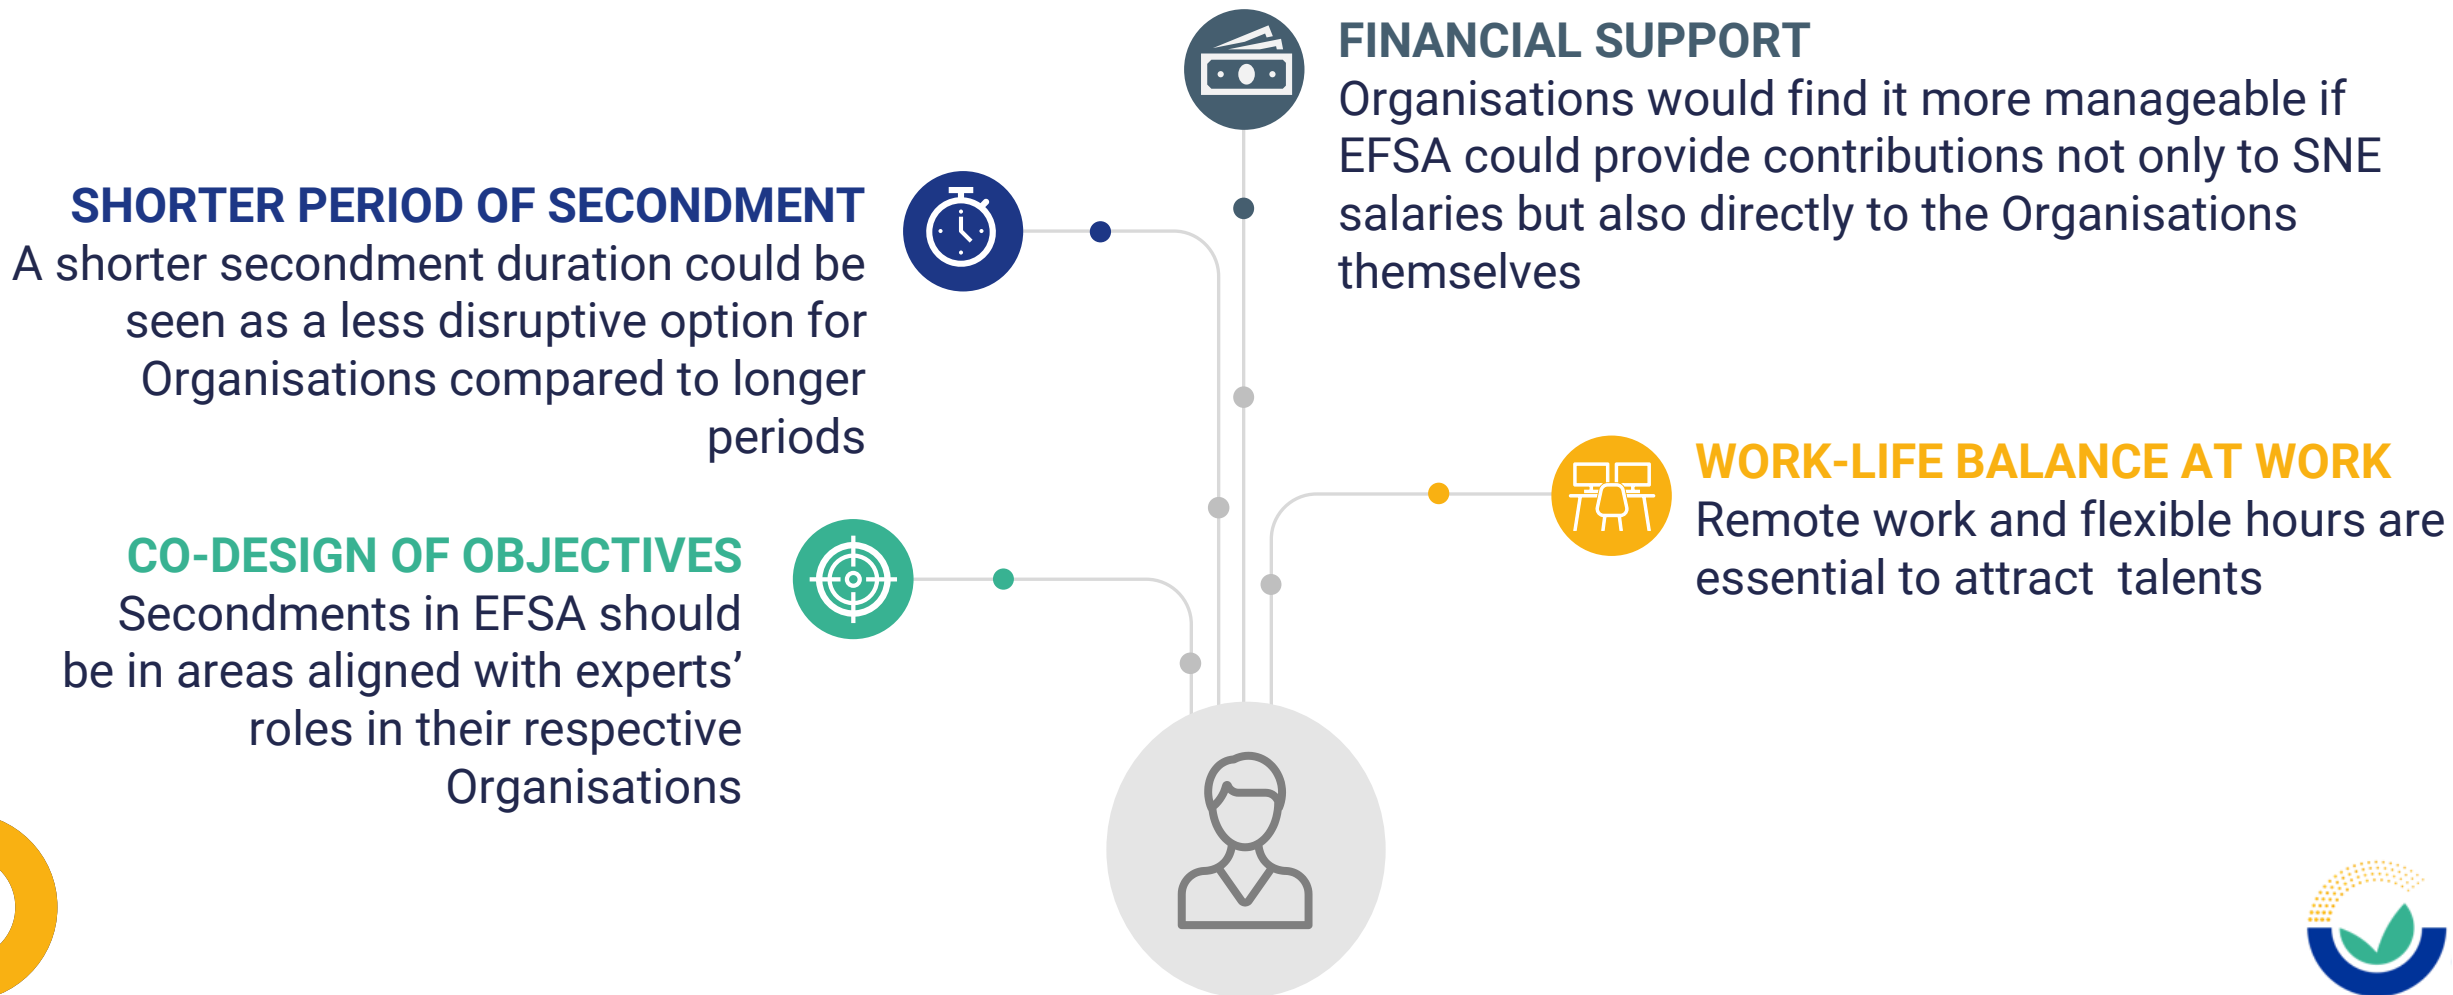 FINANCIAL SUPPORT
Organisations would find it more manageable if
EFSA could provide contributions not only to SNE
salaries but also directly to the Organisations
themselves
SHORTER PERIOD OF SECONDMENT
A shorter secondment duration could be
seen as a less disruptive option for
Organisations compared to longer
periods
WORK-LIFE BALANCE AT WORK
Remote work and flexible hours are
essential to attract  talents
CO-DESIGN OF OBJECTIVES
Secondments in EFSA should
be in areas aligned with experts’
roles in their respective
Organisations